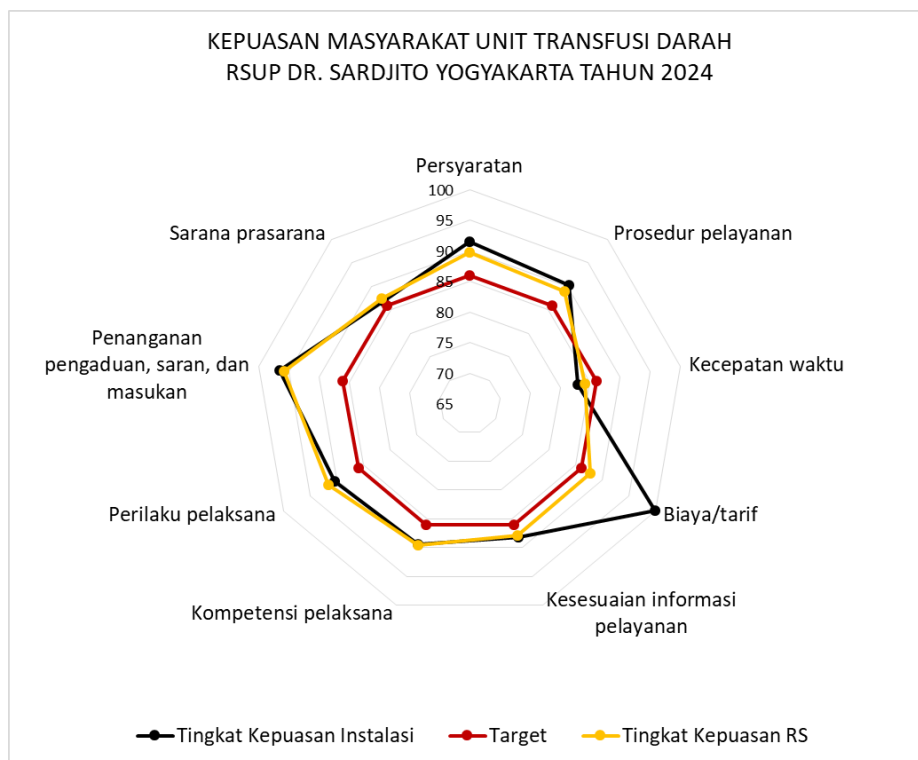 KEPUASAN MASYARAKAT UNIT TRANSFUSI DARAH
RSUP DR. SARDJITO YOGYAKARTA TAHUN 2024
Persyaratan
100
95
90
85
80
75
70
65
Sarana prasarana
Prosedur pelayanan
Penanganan
pengaduan, saran, dan
masukan
Kecepatan waktu
Perilaku pelaksana
Biaya/tarif
Kompetensi pelaksana
Kesesuaian informasi
pelayanan
Tingkat Kepuasan Instalasi
Target
Tingkat Kepuasan RS